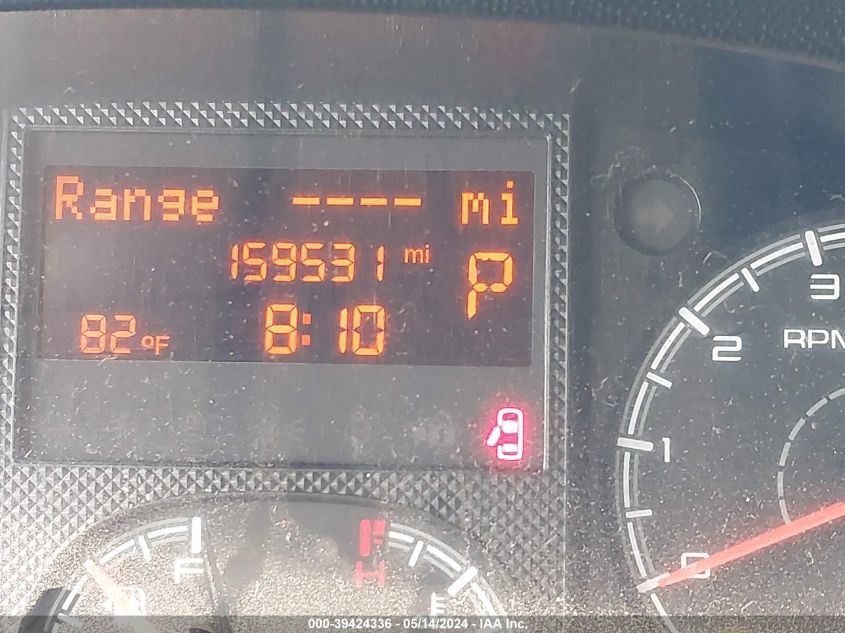 Range ---- mi
159531 mi
P
82°F 8:10
3
2 RPM
1
0
F H
E
000-39424336 - 05/14/2024 - IAA Inc.